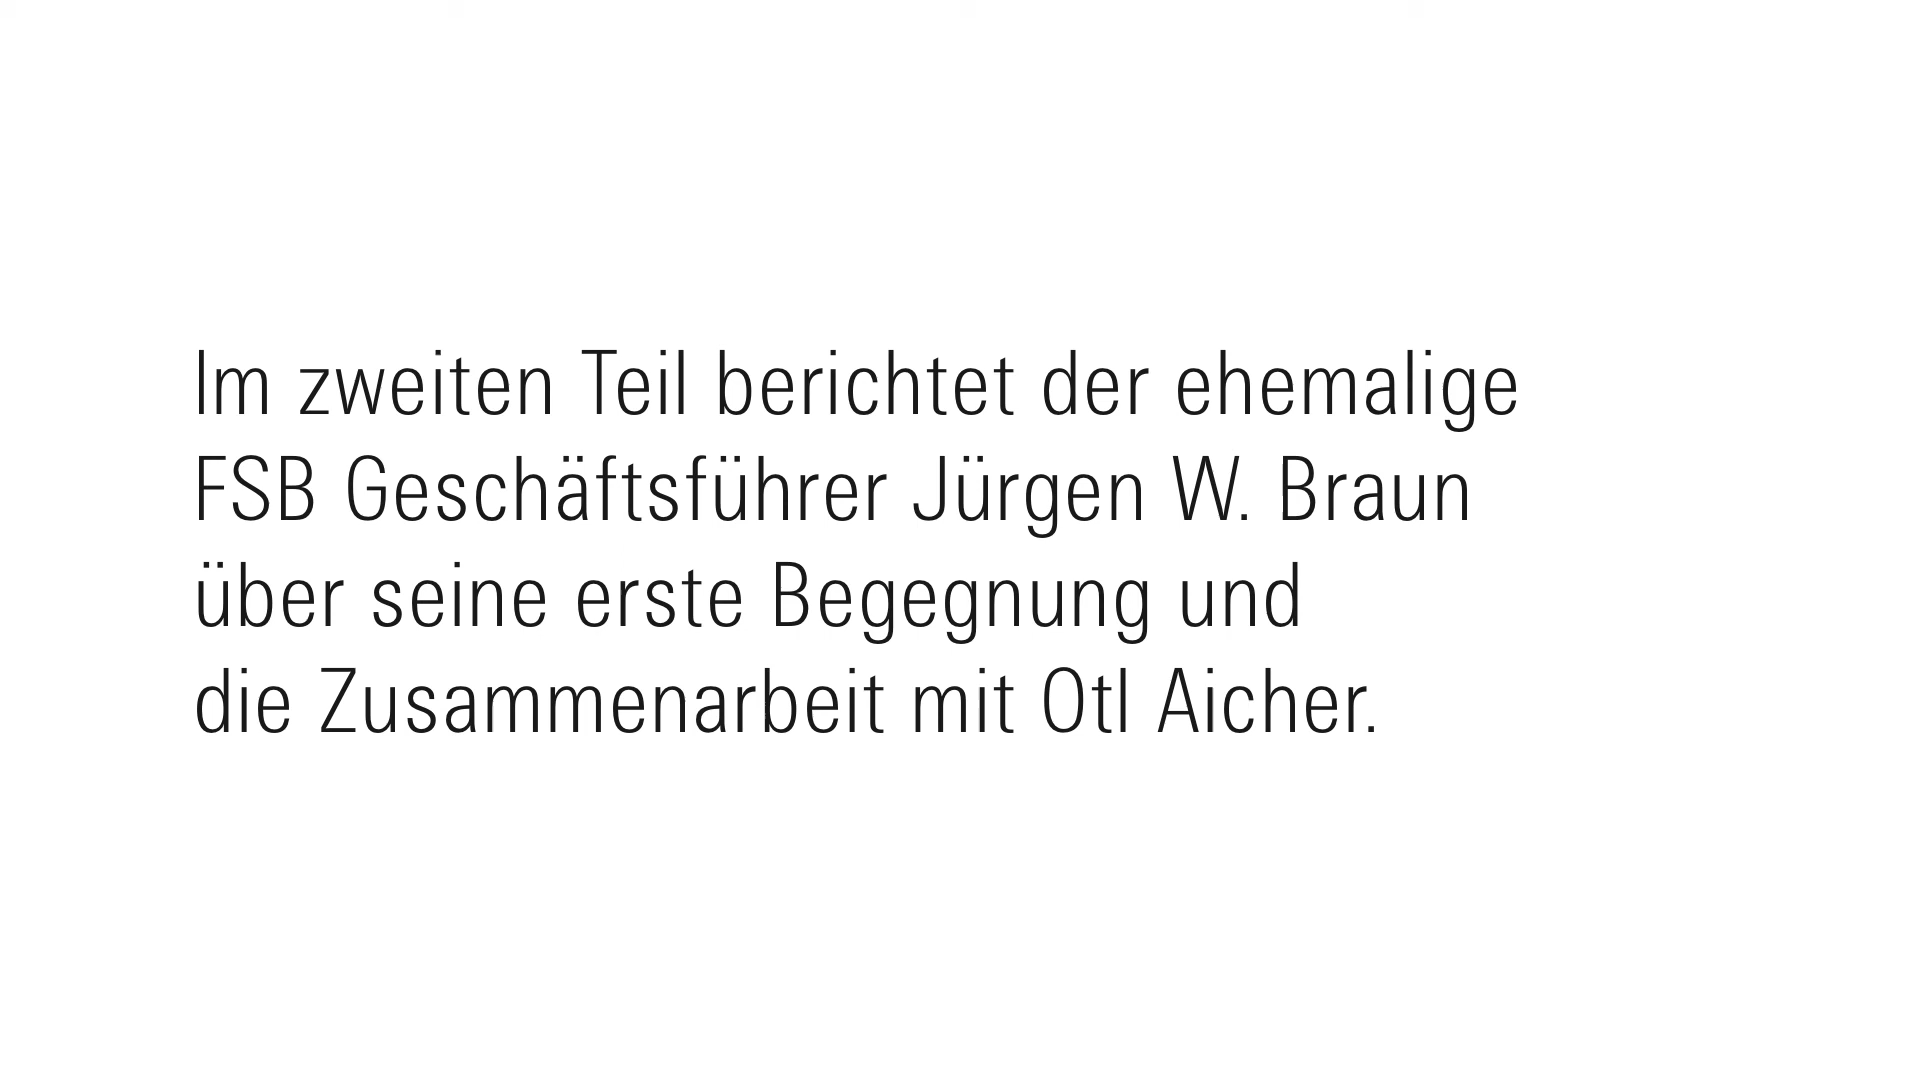 Im zweiten Teil berichtet der ehemalige
FSB Geschäftsführer Jürgen W. Braun
über seine erste Begegnung und
die Zusammenarbeit mit Otl Aicher.